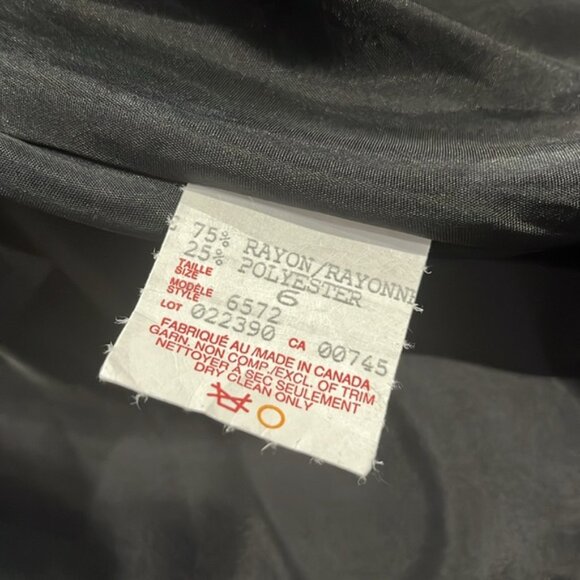 75% RAYON/RAYONNE
25% POLYESTER
TAILLE
SIZE 6
MODÈLE
STYLE 6572
LOT 022390 CA 00745
FABRIQUÉ AU/MADE IN CANADA
GARN. NON COMP./EXCL. OF TRIM
NETTOYER A SEC SEULEMENT
DRY CLEAN ONLY